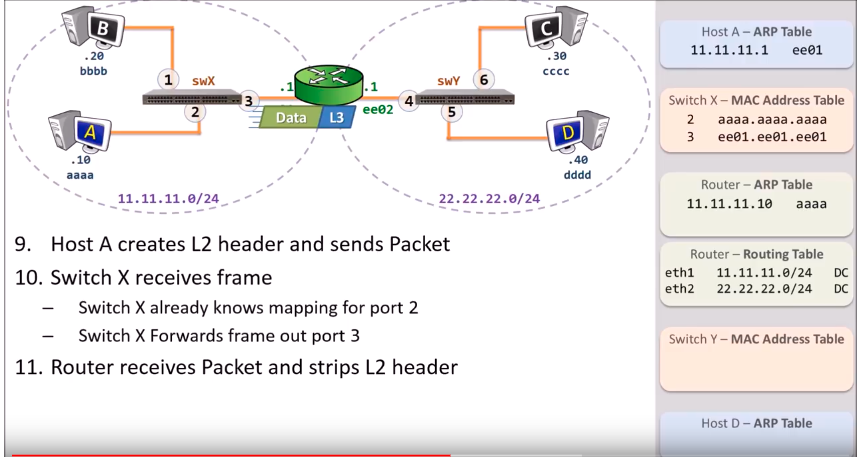 B
.20
bbbb
1
swX
2
3
A
.10
aaaa
11.11.11.0/24
.1
.1
ee02
Data L3
C
.30
cccc
swY
6
4
5
D
.40
dddd
22.22.22.0/24
9. Host A creates L2 header and sends Packet
10. Switch X receives frame
– Switch X already knows mapping for port 2
– Switch X Forwards frame out port 3
11. Router receives Packet and strips L2 header
Host A – ARP Table
11.11.11.1 ee01
Switch X – MAC Address Table
2 aaaa.aaaa.aaaa
3 ee01.ee01.ee01
Router – ARP Table
11.11.11.10 aaaa
Router – Routing Table
eth1 11.11.11.0/24 DC
eth2 22.22.22.0/24 DC
Switch Y – MAC Address Table
Host D – ARP Table